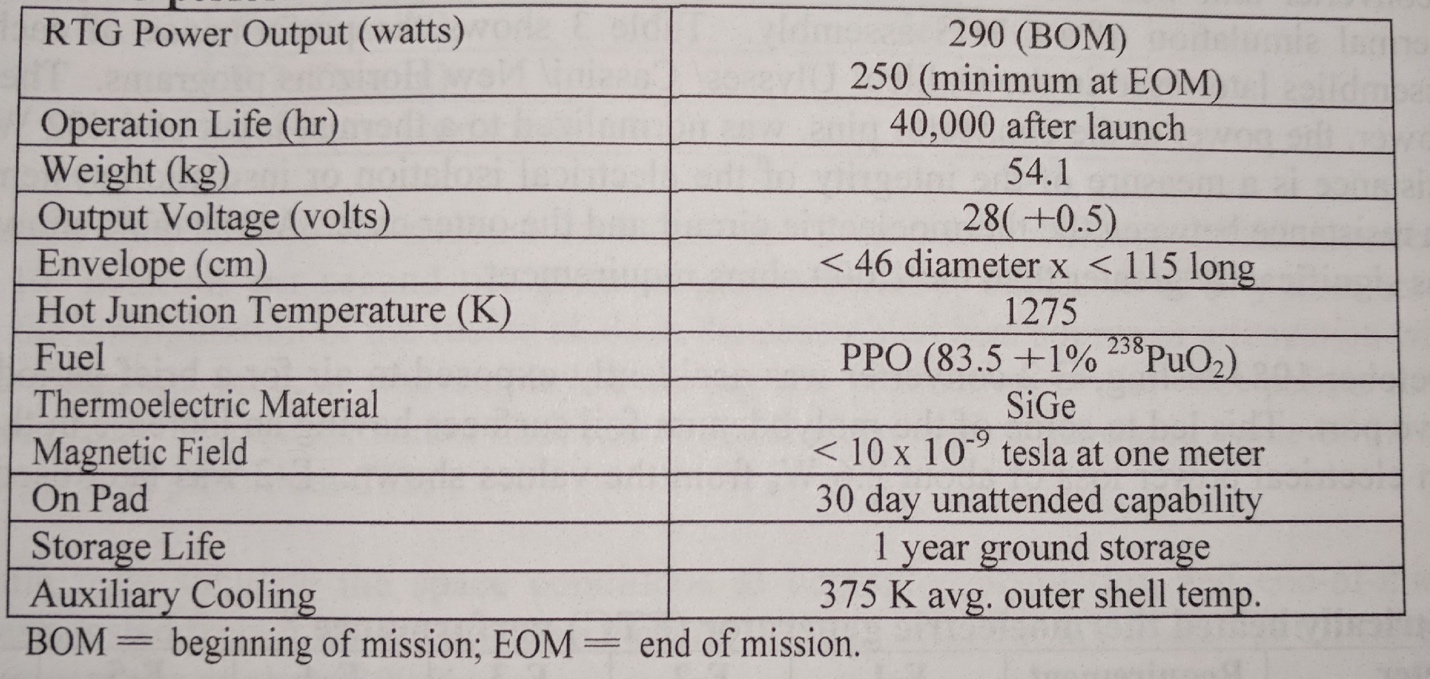 RTG Power Output (watts) 290 (BOM)
250 (minimum at EOM)
Operation Life (hr) 40,000 after launch
Weight (kg) 54.1
Output Voltage (volts) 28( +0.5)
Envelope (cm) < 46 diameter x < 115 long
Hot Junction Temperature (K) 1275
Fuel PPO (83.5 +1% ²³⁸PuO₂)
Thermoelectric Material SiGe
Magnetic Field < 10 x 10⁻⁹ tesla at one meter
On Pad 30 day unattended capability
Storage Life 1 year ground storage
Auxiliary Cooling 375 K avg. outer shell temp.
BOM = beginning of mission; EOM = end of mission.